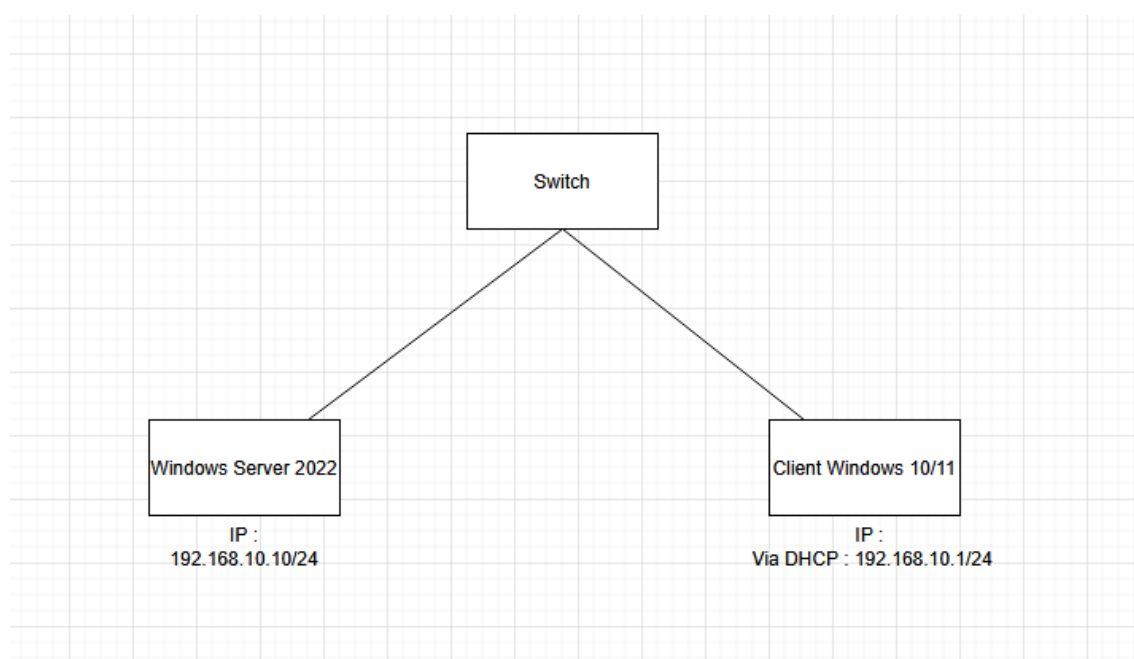 Switch
Windows Server 2022
IP :
192.168.10.10/24
Client Windows 10/11
IP :
Via DHCP : 192.168.10.1/24